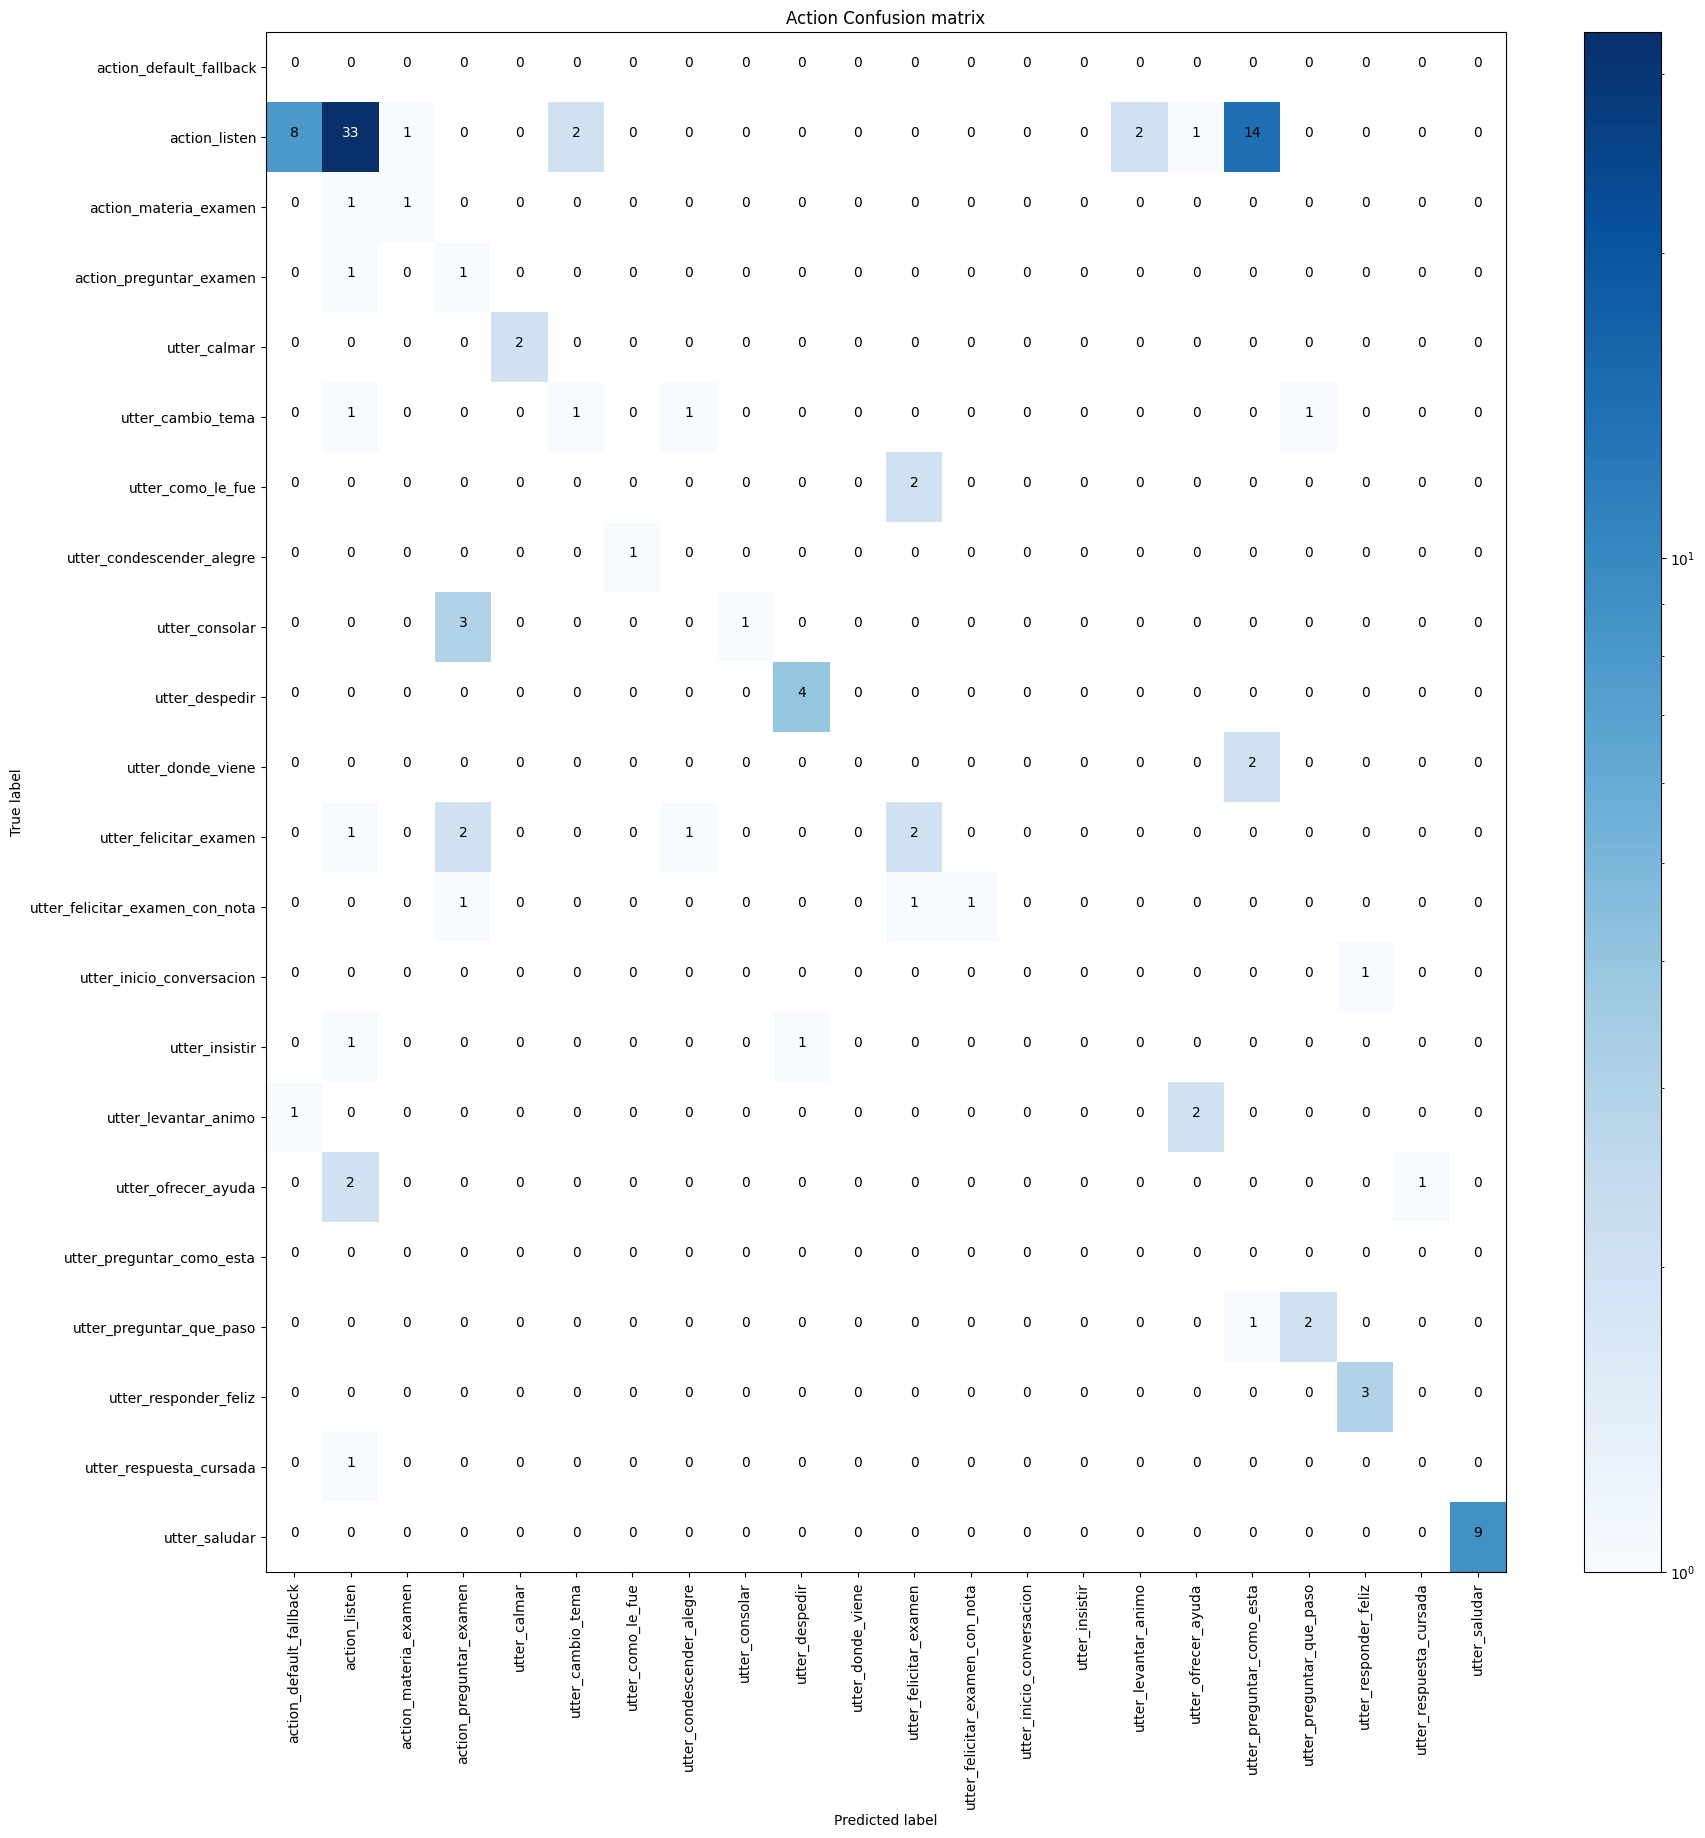 Action Confusion matrix
action_default_fallback 0 0 0 0 0 0 0 0 0 0 0 0 0 0 0 0 0 0 0 0 0 0
action_listen 8 33 1 0 0 2 0 0 0 0 0 0 0 0 0 2 1 14 0 0 0 0
action_materia_examen 0 1 1 0 0 0 0 0 0 0 0 0 0 0 0 0 0 0 0 0 0 0
action_preguntar_examen 0 1 0 1 0 0 0 0 0 0 0 0 0 0 0 0 0 0 0 0 0 0
utter_calmar 0 0 0 0 2 0 0 0 0 0 0 0 0 0 0 0 0 0 0 0 0 0
utter_cambio_tema 0 1 0 0 0 1 0 1 0 0 0 0 0 0 0 0 0 0 1 0 0 0
utter_como_le_fue 0 0 0 0 0 0 0 0 0 0 0 2 0 0 0 0 0 0 0 0 0 0
utter_condescender_alegre 0 0 0 0 0 0 1 0 0 0 0 0 0 0 0 0 0 0 0 0 0 0
utter_consolar 0 0 0 3 0 0 0 0 1 0 0 0 0 0 0 0 0 0 0 0 0 0
utter_despedir 0 0 0 0 0 0 0 0 0 4 0 0 0 0 0 0 0 0 0 0 0 0
utter_donde_viene 0 0 0 0 0 0 0 0 0 0 0 0 0 0 0 0 0 2 0 0 0 0
utter_felicitar_examen 0 1 0 2 0 0 0 1 0 0 0 2 0 0 0 0 0 0 0 0 0 0
utter_felicitar_examen_con_nota 0 0 0 1 0 0 0 0 0 0 0 1 1 0 0 0 0 0 0 0 0 0
utter_inicio_conversacion 0 0 0 0 0 0 0 0 0 0 0 0 0 0 0 0 0 0 0 1 0 0
utter_insistir 0 1 0 0 0 0 0 0 0 1 0 0 0 0 0 0 0 0 0 0 0 0
utter_levantar_animo 1 0 0 0 0 0 0 0 0 0 0 0 0 0 0 0 2 0 0 0 0 0
utter_ofrecer_ayuda 0 2 0 0 0 0 0 0 0 0 0 0 0 0 0 0 0 0 0 0 1 0
utter_preguntar_como_esta 0 0 0 0 0 0 0 0 0 0 0 0 0 0 0 0 0 0 0 0 0 0
utter_preguntar_que_paso 0 0 0 0 0 0 0 0 0 0 0 0 0 0 0 0 0 1 2 0 0 0
utter_responder_feliz 0 0 0 0 0 0 0 0 0 0 0 0 0 0 0 0 0 0 0 3 0 0
utter_respuesta_cursada 0 1 0 0 0 0 0 0 0 0 0 0 0 0 0 0 0 0 0 0 0 0
utter_saludar 0 0 0 0 0 0 0 0 0 0 0 0 0 0 0 0 0 0 0 0 0 9
True label
action_default_fallback
action_listen
action_materia_examen
action_preguntar_examen
utter_calmar
utter_cambio_tema
utter_como_le_fue
utter_condescender_alegre
utter_consolar
utter_despedir
utter_donde_viene
utter_felicitar_examen
utter_felicitar_examen_con_nota
utter_inicio_conversacion
utter_insistir
utter_levantar_animo
utter_ofrecer_ayuda
utter_preguntar_como_esta
utter_preguntar_que_paso
utter_responder_feliz
utter_respuesta_cursada
utter_saludar
Predicted label
10¹
10⁰